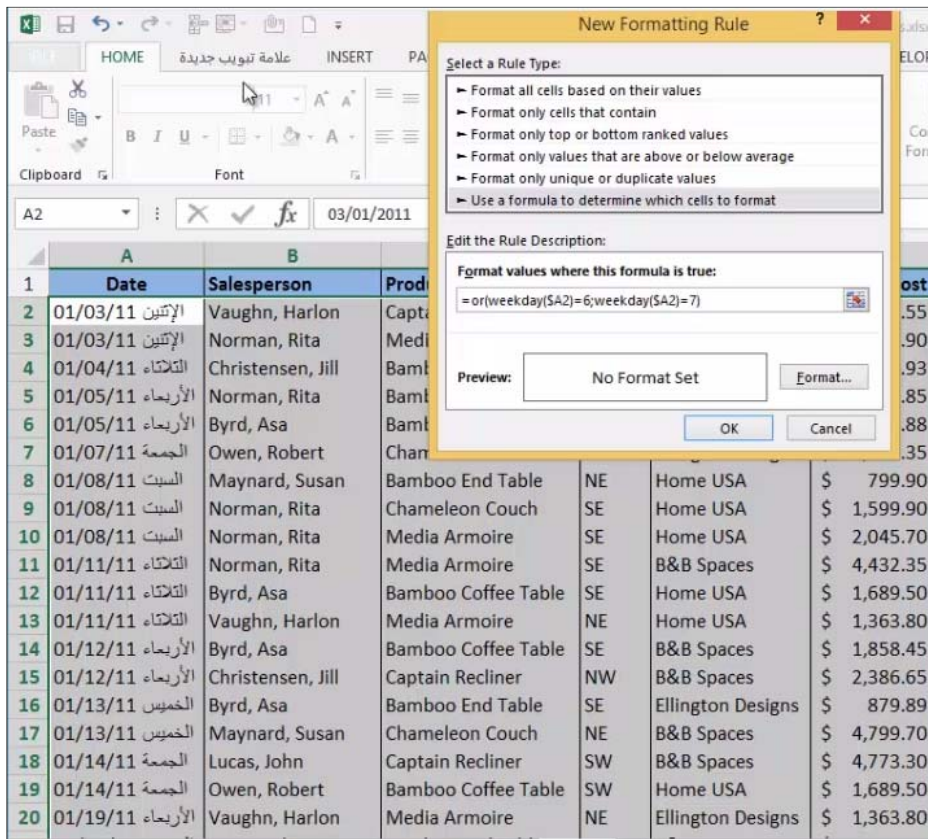 New Formatting Rule
HOME علامة تبويب جديدة INSERT PA
Paste
Clipboard
Font
B I U
A2
03/01/2011
Select a Rule Type:
► Format all cells based on their values
► Format only cells that contain
► Format only top or bottom ranked values
► Format only values that are above or below average
► Format only unique or duplicate values
► Use a formula to determine which cells to format
Edit the Rule Description:
Format values where this formula is true:
=or(weekday($A2)=6;weekday($A2)=7)
Preview: No Format Set Format...
OK Cancel
A B
1 Date Salesperson Prod ost
2 الإثنين 01/03/11 Vaughn, Harlon Capta .55
3 الإثنين 01/03/11 Norman, Rita Medi .90
4 الثلاثاء 01/04/11 Christensen, Jill Baml .93
5 الأربعاء 01/05/11 Norman, Rita Baml .85
6 الأربعاء 01/05/11 Byrd, Asa Baml .88
7 الجمعة 01/07/11 Owen, Robert Cham .35
8 السبت 01/08/11 Maynard, Susan Bamboo End Table NE Home USA $ 799.90
9 السبت 01/08/11 Norman, Rita Chameleon Couch SE Home USA $ 1,599.90
10 السبت 01/08/11 Norman, Rita Media Armoire SE Home USA $ 2,045.70
11 الثلاثاء 01/11/11 Norman, Rita Media Armoire SE B&B Spaces $ 4,432.35
12 الثلاثاء 01/11/11 Byrd, Asa Bamboo Coffee Table SE Home USA $ 1,689.50
13 الثلاثاء 01/11/11 Vaughn, Harlon Media Armoire NE Home USA $ 1,363.80
14 الأربعاء 01/12/11 Byrd, Asa Bamboo Coffee Table SE B&B Spaces $ 1,858.45
15 الأربعاء 01/12/11 Christensen, Jill Captain Recliner NW B&B Spaces $ 2,386.65
16 الخميس 01/13/11 Byrd, Asa Bamboo End Table SE Ellington Designs $ 879.89
17 الخميس 01/13/11 Maynard, Susan Chameleon Couch NE B&B Spaces $ 4,799.70
18 الجمعة 01/14/11 Lucas, John Captain Recliner SW B&B Spaces $ 4,773.30
19 الجمعة 01/14/11 Owen, Robert Bamboo Coffee Table SW Home USA $ 1,689.50
20 الأربعاء 01/19/11 Vaughn, Harlon Media Armoire NE Ellington Designs $ 1,363.80